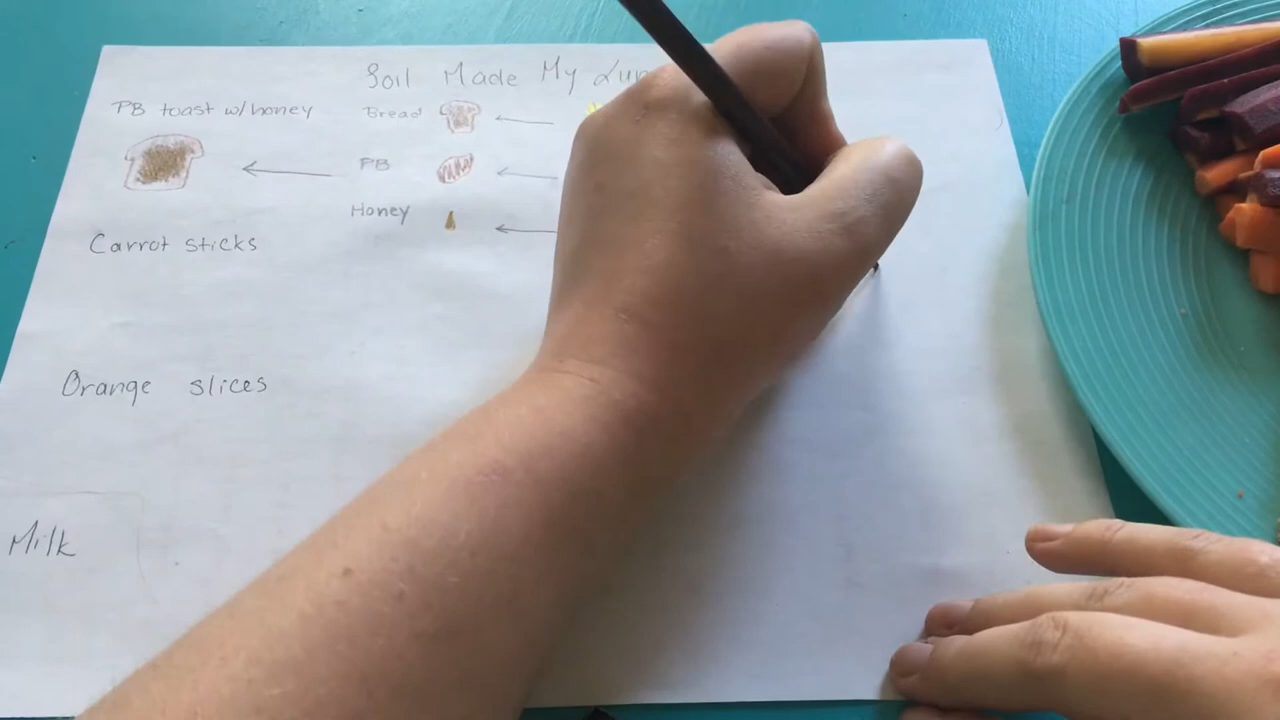 Soil Made My
PB toast w/honey
Bread
PB
Honey
Carrot sticks
Orange slices
Milk